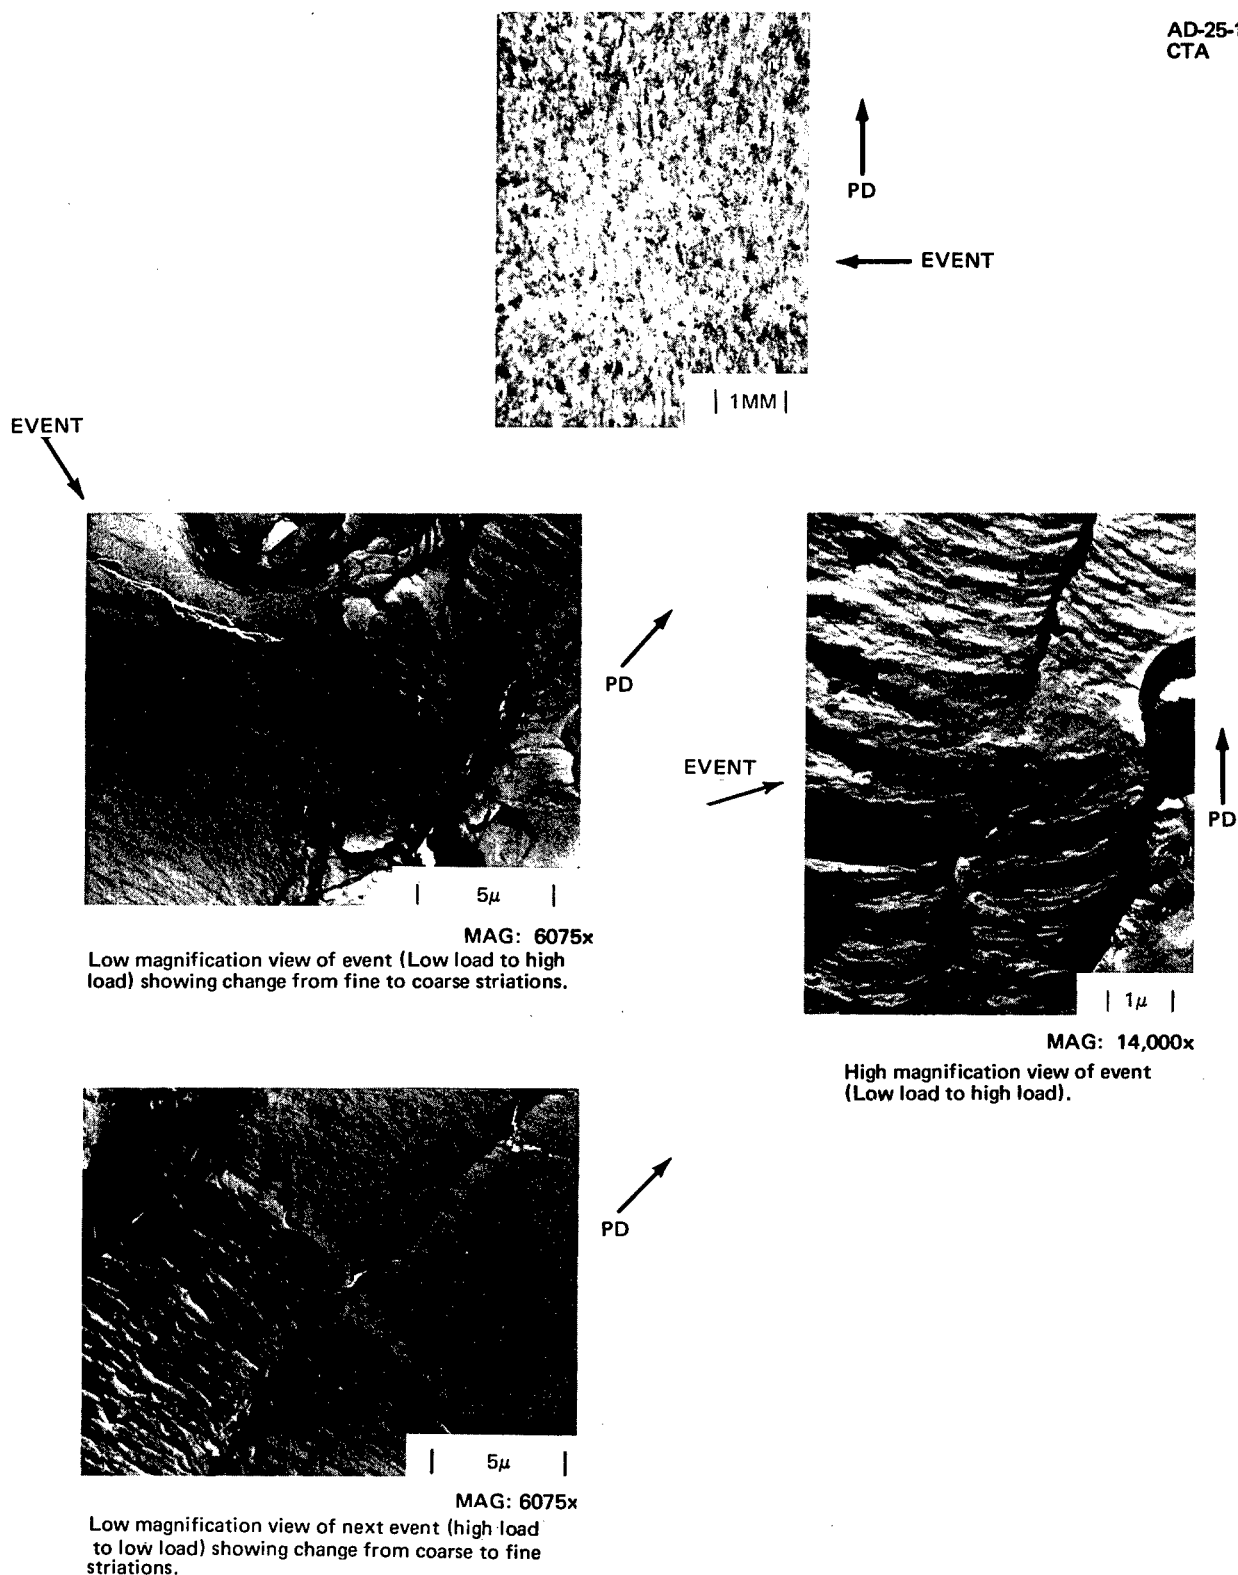 AD-25-1
CTA
PD
EVENT
| 1MM |
EVENT
PD
| 5μ |
MAG: 6075x
Low magnification view of event (Low load to high
load) showing change from fine to coarse striations.
EVENT
PD
| 1μ |
MAG: 14,000x
High magnification view of event
(Low load to high load).
PD
| 5μ |
MAG: 6075x
Low magnification view of next event (high load
to low load) showing change from coarse to fine
striations.